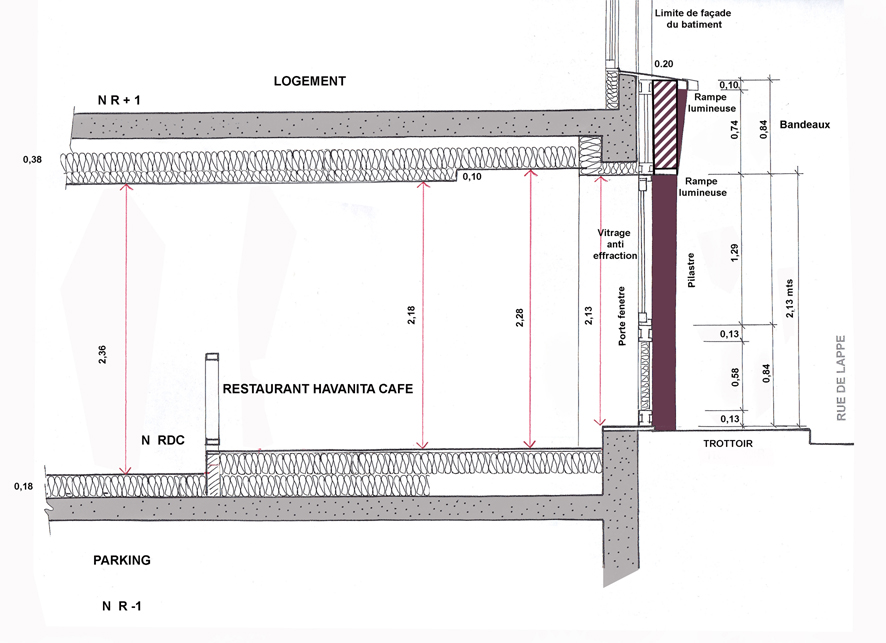 Limite de façade
du batiment
0.20
LOGEMENT
N R + 1
0,10
Rampe
lumineuse
0,74
0,84
Bandeaux
0,38
0,10
Rampe
lumineuse
Vitrage
anti
effraction
Pilastre
1,29
2,13 mts
2,36
2,18
2,28
2,13
Porte fenetre
0,13
0,58
0,84
0,13
RUE DE LAPPE
RESTAURANT HAVANITA CAFE
N RDC
TROTTOIR
0,18
PARKING
N R -1